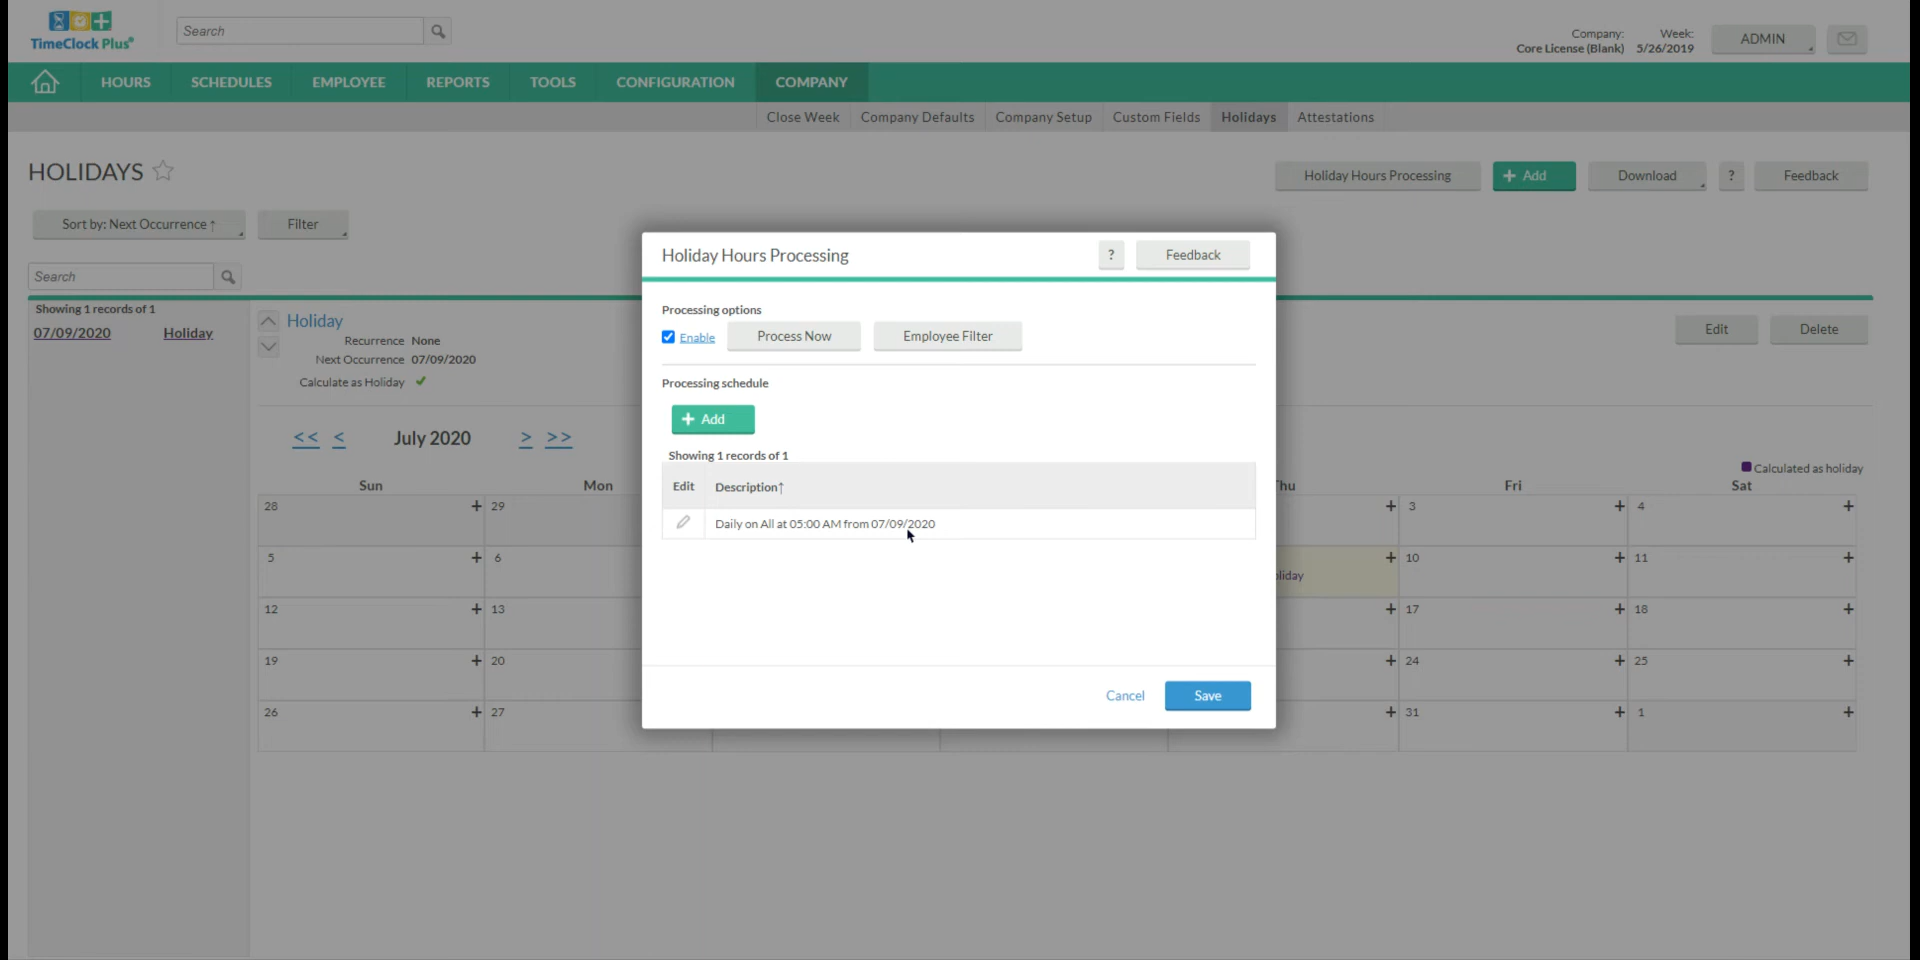 TimeClock Plus
Search
Company: Week:
Core License (Blank) 5/26/2019
ADMIN
HOURS SCHEDULES EMPLOYEE REPORTS TOOLS CONFIGURATION COMPANY
Close Week Company Defaults Company Setup Custom Fields Holidays Attestations
HOLIDAYS
Holiday Hours Processing + Add Download ? Feedback
Sort by: Next Occurrence ↑ Filter
Search
Showing 1 records of 1
07/09/2020 Holiday
Holiday
Recurrence None
Next Occurrence 07/09/2020
Calculate as Holiday
Edit Delete
<< < July 2020 > >>
Calculated as holiday
Sun Mon hu Fri Sat
28 + 29 + 3 + 4 +
5 + 6 + 10 + 11 +
liday
12 + 13 + 17 + 18 +
19 + 20 + 24 + 25 +
26 + 27 + 31 + 1 +
Holiday Hours Processing ? Feedback
Processing options
Enable Process Now Employee Filter
Processing schedule
+ Add
Showing 1 records of 1
Edit Description↑
Daily on All at 05:00 AM from 07/09/2020
Cancel Save